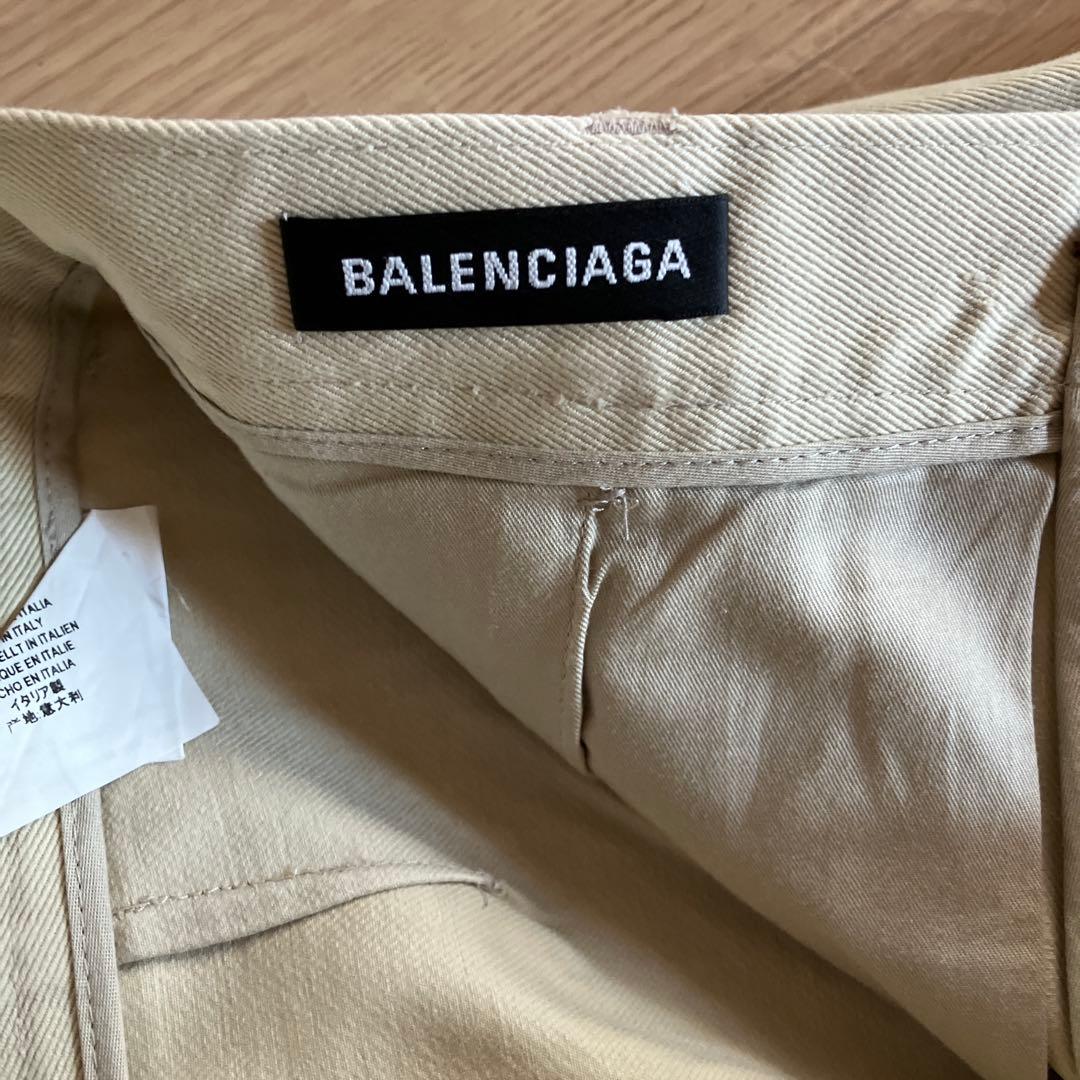 BALENCIAGA
ITALIA
IN ITALY
ELLT IN ITALIEN
QUE EN ITALIE
CHO EN ITALIA
イタリア製
地:意大利